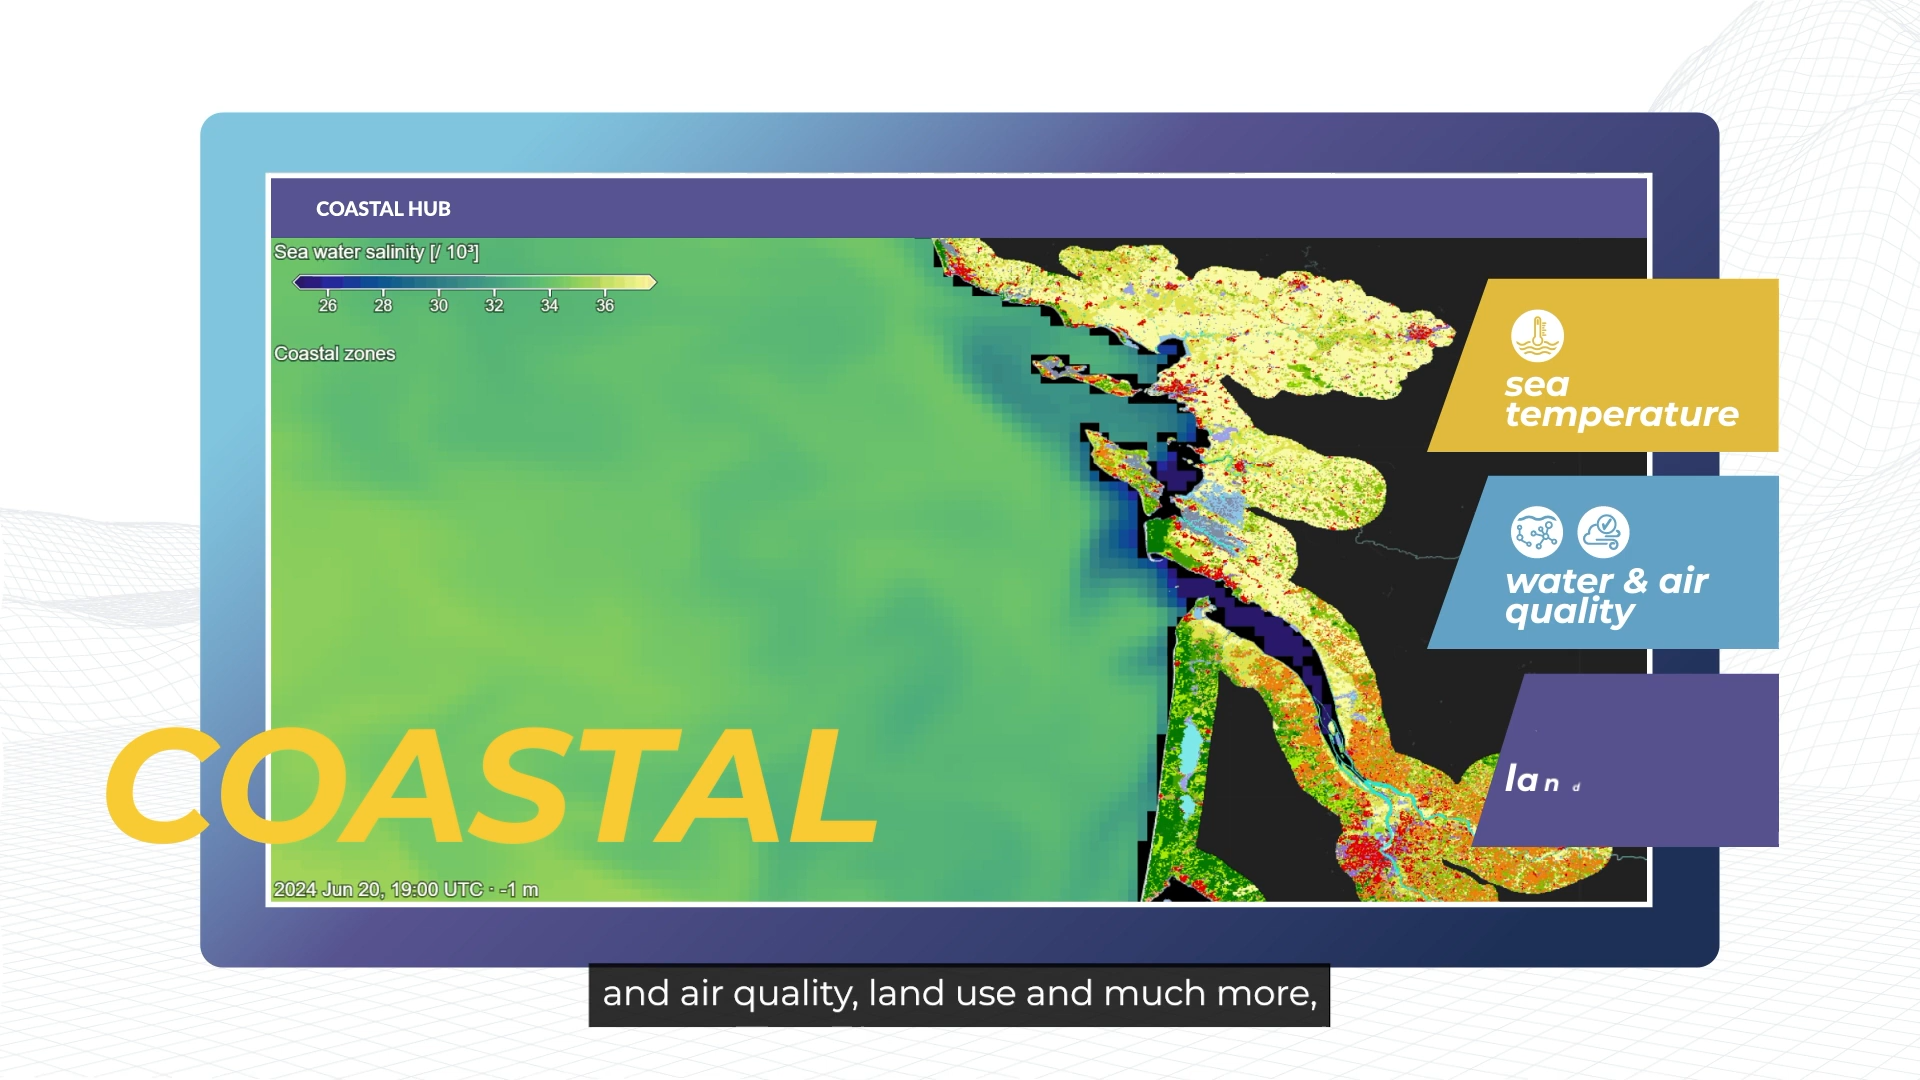 COASTAL HUB
Sea water salinity [/ 10³]
26 28 30 32 34 36
Coastal zones
sea
temperature
water & air
quality
land
COASTAL
2024 Jun 20, 19:00 UTC · -1 m
and air quality, land use and much more,